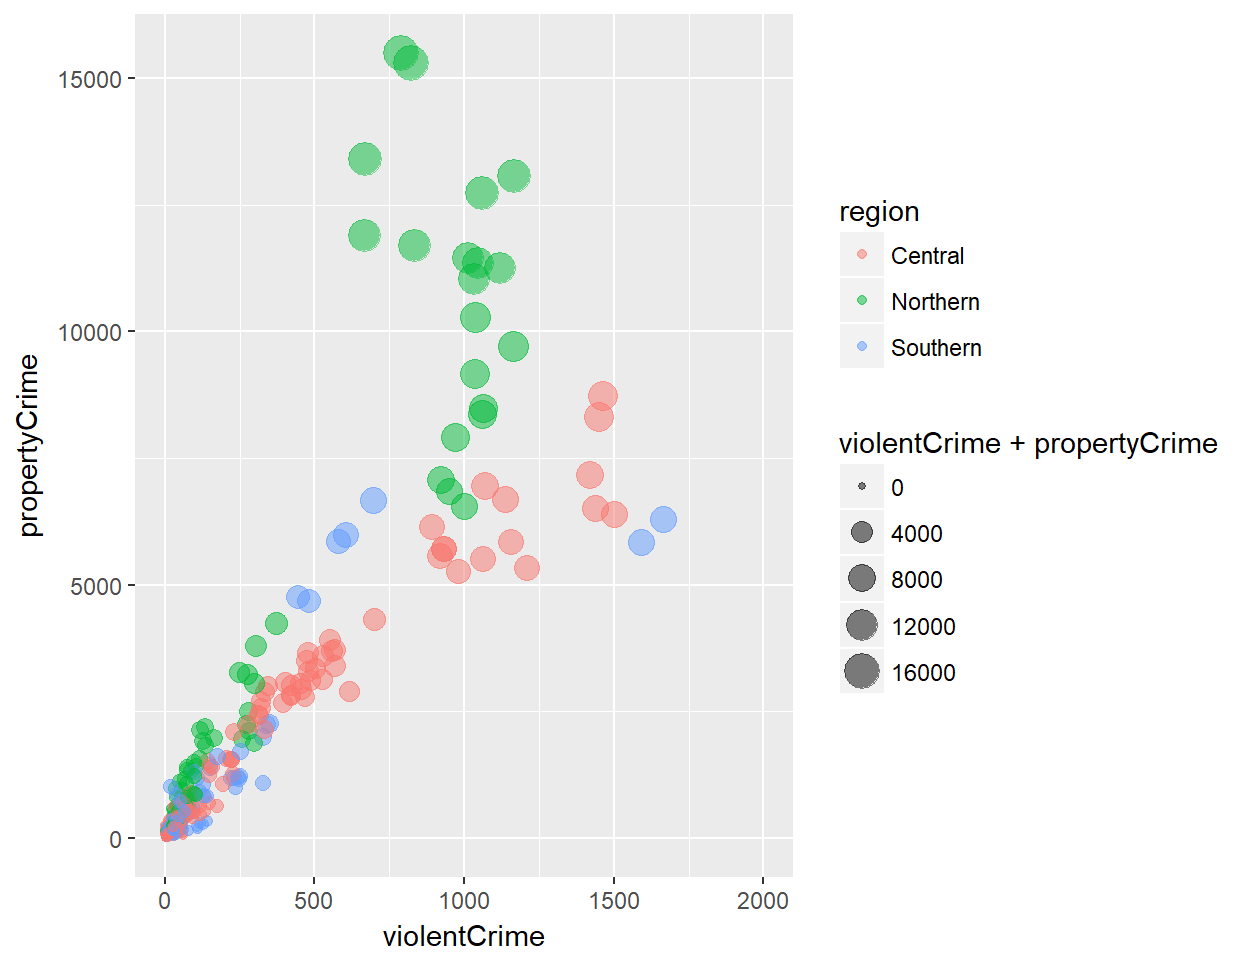 15000
10000
5000
0
propertyCrime
0 500 1000 1500 2000
violentCrime
region
Central
Northern
Southern
violentCrime + propertyCrime
0
4000
8000
12000
16000